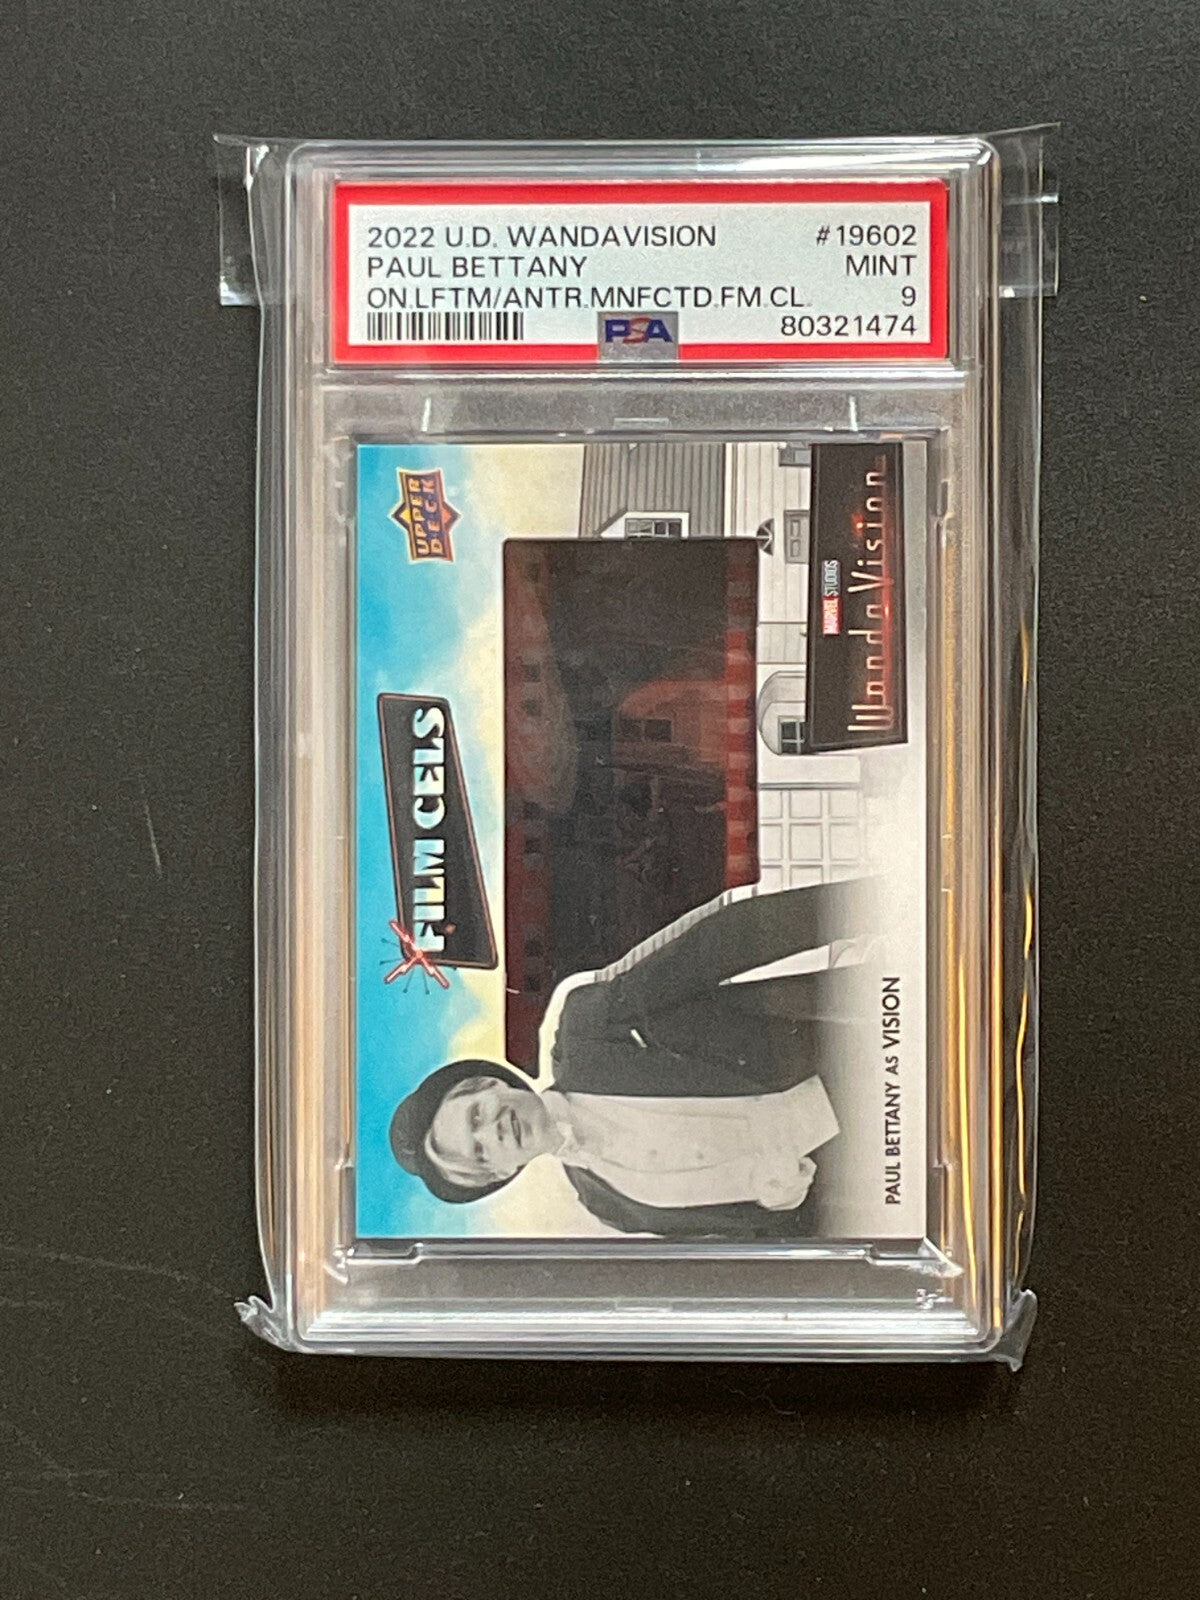 2022 U.D. WANDAVISION #19602
PAUL BETTANY MINT
ON.LFTM/ANTR.MNFCTD.FM.CL. 9
PSA 80321474
UPPER DECK
FILM CELS
MARVEL STUDIOS
WandaVision
PAUL BETTANY AS VISION